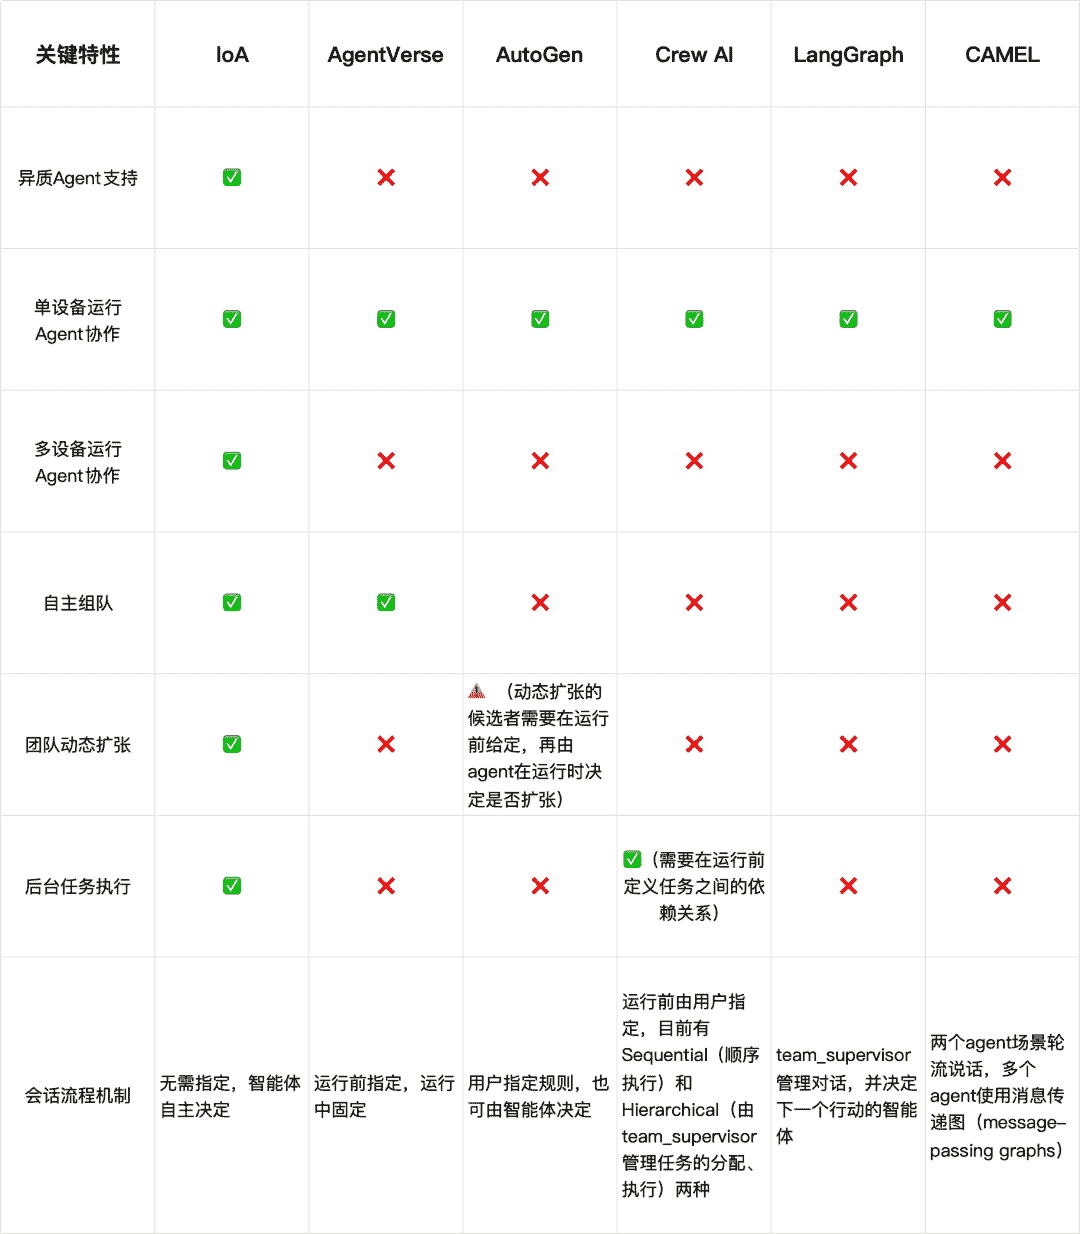 关键特性
IoA
AgentVerse
AutoGen
Crew AI
LangGraph
CAMEL
异质Agent支持
✅
❌
❌
❌
❌
❌
单设备运行
Agent协作
✅
✅
✅
✅
✅
✅
多设备运行
Agent协作
✅
❌
❌
❌
❌
❌
自主组队
✅
✅
❌
❌
❌
❌
团队动态扩张
✅
❌
⚠️ （动态扩张的
候选者需要在运行
前给定，再由
agent在运行时决
定是否扩张）
❌
❌
❌
后台任务执行
✅
❌
❌
✅（需要在运行前
定义任务之间的依
赖关系）
❌
❌
会话流程机制
无需指定，智能体
自主决定
运行前指定，运行
中固定
用户指定规则，也
可由智能体决定
运行前由用户指
定，目前有
Sequential（顺序
执行）和
Hierarchical（由
team_supervisor
管理任务的分配、
执行）两种
team_supervisor
管理对话，并决定
下一个行动的智能
体
两个agent场景轮
流说话，多个
agent使用消息传
递图（message–
passing graphs）